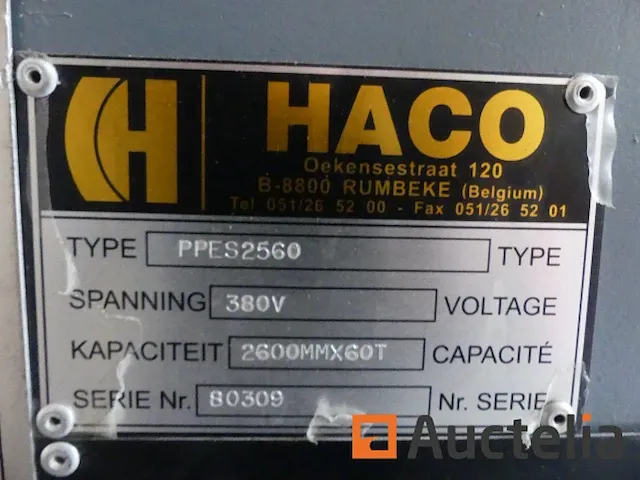 H HACO
Oekensestraat 120
B-8800 RUMBEKE (Belgium)
Tel 051/26 52 00 - Fax 051/26 52 01
TYPE PPES2560 TYPE
SPANNING 380V VOLTAGE
KAPACITEIT 2600MMX60T CAPACITÉ
SERIE Nr. 80309 Nr. SERIE
Auctelia